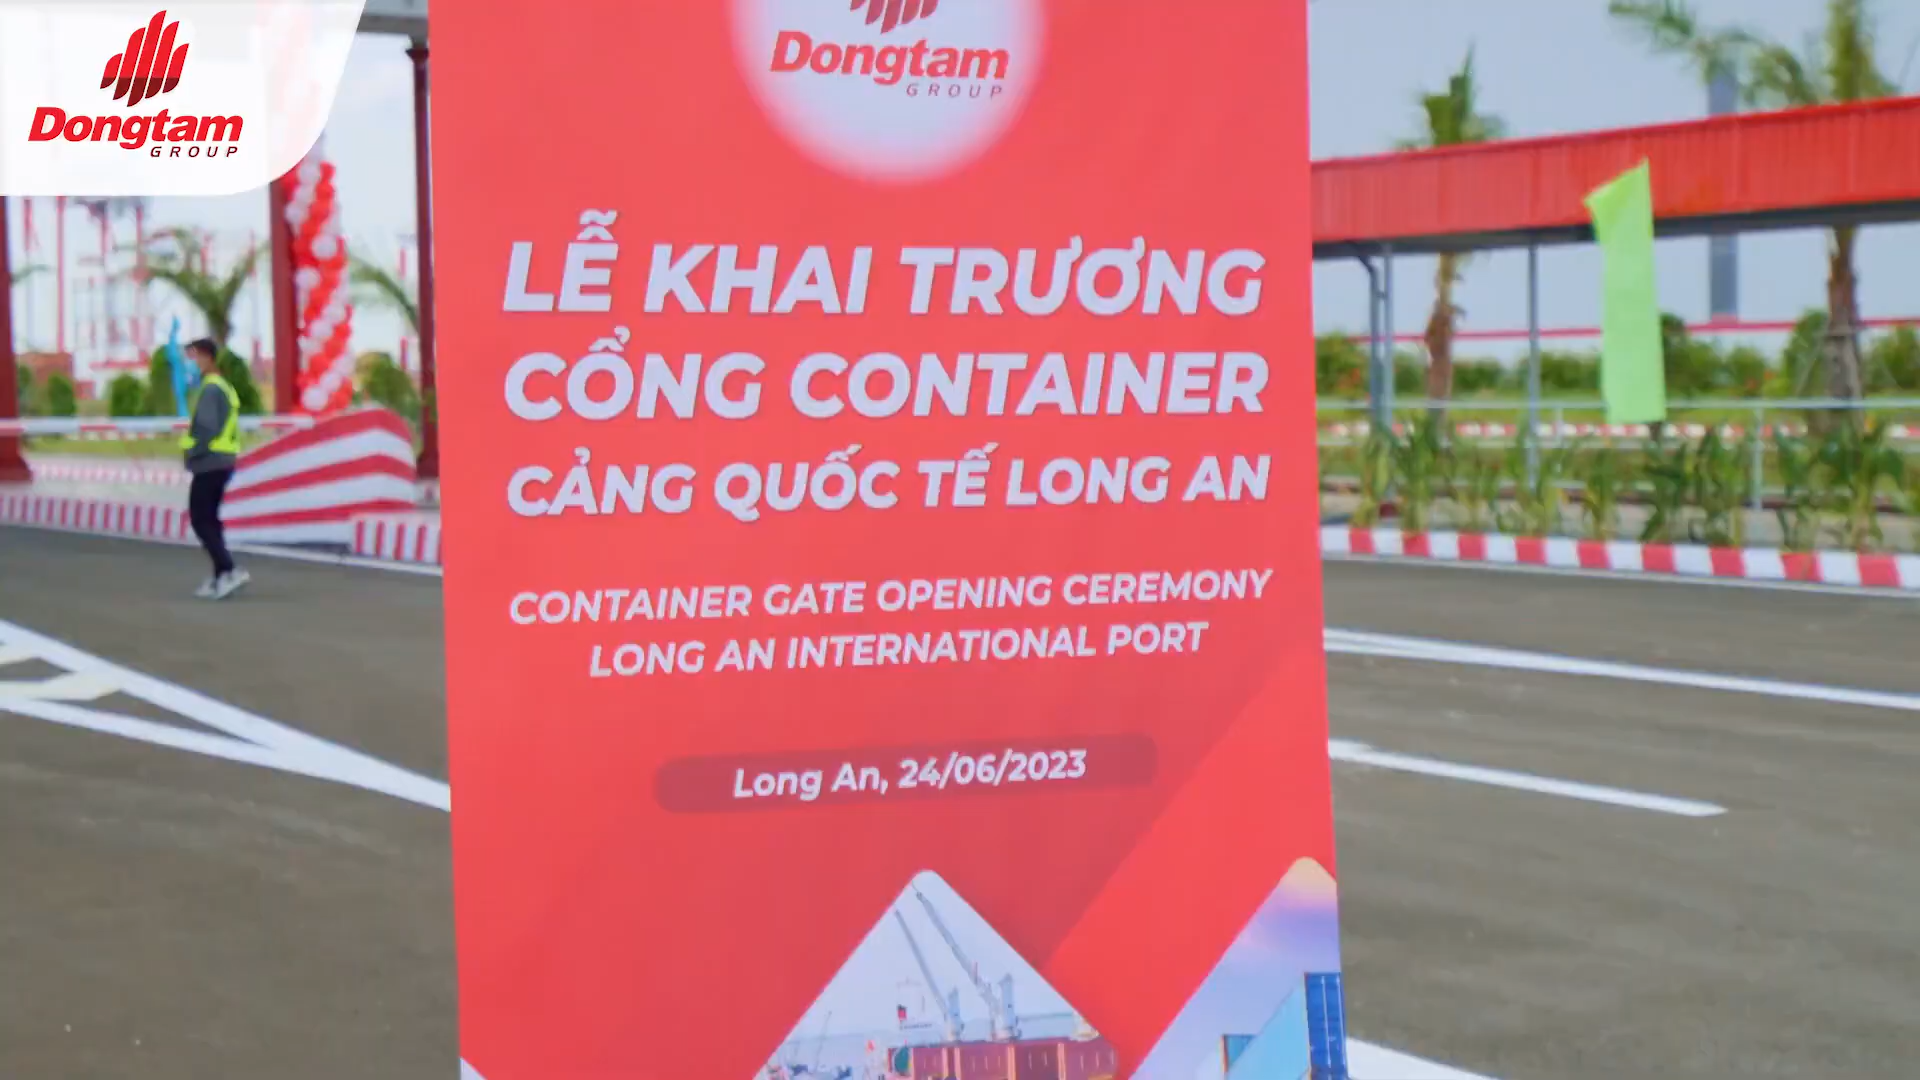 Dongtam
GROUP
Dongtam
GROUP
LỄ KHAI TRƯƠNG
CỔNG CONTAINER
CẢNG QUỐC TẾ LONG AN
CONTAINER GATE OPENING CEREMONY
LONG AN INTERNATIONAL PORT
Long An, 24/06/2023